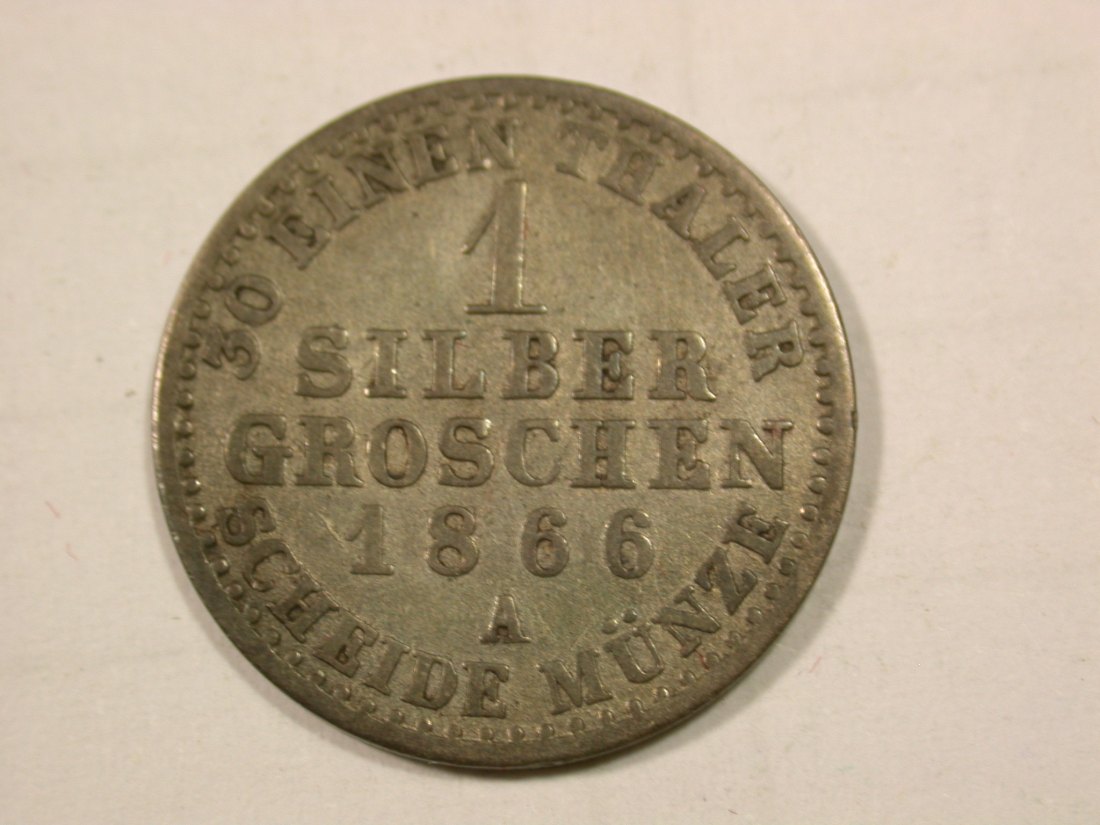 30 EINEN THALER
1
SILBER
GROSCHEN
1866
A
SCHEIDE MÜNZE